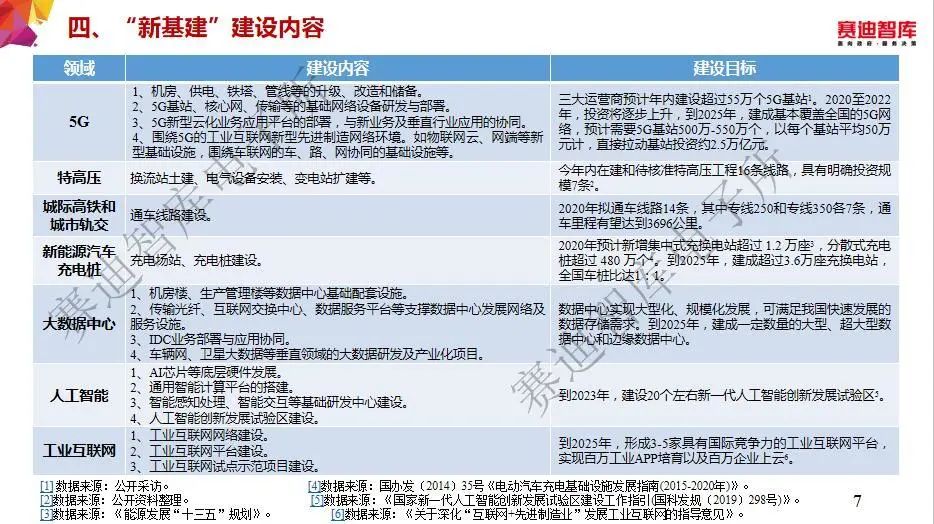 四、“新基建”建设内容
赛迪智库
面向政府·服务决策
领域 建设内容 建设目标
5G
1、机房、供电、铁塔、管线等的升级、改造和储备。
2、5G基站、核心网、传输等的基础网络设备研发与部署。
3、5G新型云化业务应用平台的部署，与新业务及垂直行业应用的协同。
4、围绕5G的工业互联网新型先进制造网络环境。如物联网云、网端等新
型基础设施，围绕车联网的车、路、网协同的基础设施等。
三大运营商预计年内建设超过55万个5G基站¹。2020至2022
年，投资将逐步上升，到2025年，建成基本覆盖全国的5G网
络，预计需要5G基站500万-550万个，以每个基站平均50万
元计，直接拉动基站投资约2.5万亿元。
特高压
换流站土建、电气设备安装、变电站扩建等。
今年内在建和待核准特高压工程16条线路，具有明确投资规
模7条²。
城际高铁和
城市轨交
通车线路建设。
2020年拟通车线路14条，其中专线250和专线350各7条，通
车里程有望达到3696公里。
新能源汽车
充电桩
充电场站、充电桩建设。
2020年预计新增集中式充换电站超过 1.2 万座³，分散式充电
桩超过 480 万个⁴。到2025年，建成超过3.6万座充换电站，
全国车桩比达1：1。
大数据中心
1、机房楼、生产管理楼等数据中心基础配套设施。
2、传输光纤、互联网交换中心、数据服务平台等支撑数据中心发展网络及
服务设施。
3、IDC业务部署与应用协同。
4、车辆网、卫星大数据等垂直领域的大数据研发及产业化项目。
数据中心实现大型化、规模化发展，可满足我国快速发展的
数据存储需求。到2025年，建成一定数量的大型、超大型数
据中心和边缘数据中心。
人工智能
1、AI芯片等底层硬件发展。
2、通用智能计算平台的搭建。
3、智能感知处理、智能交互等基础研发中心建设。
4、人工智能创新发展试验区建设。
到2023年，建设20个左右新一代人工智能创新发展试验区⁵。
工业互联网
1、工业互联网网络建设。
2、工业互联网平台建设。
3、工业互联网试点示范项目建设。
到2025年，形成3-5家具有国际竞争力的工业互联网平台，
实现百万工业APP培育以及百万企业上云⁶。
[1]数据来源：公开采访。
[2]数据来源：公开资料整理。
[3]数据来源：《能源发展“十三五”规划》。
[4]数据来源：国办发（2014）35号《电动汽车充电基础设施发展指南(2015-2020年)》。
[5]数据来源：《国家新一代人工智能创新发展试验区建设工作指引(国科发规（2019）298号)》。
[6]数据来源：《关于深化“互联网+先进制造业”发展工业互联网的指导意见》。
7
赛迪智库电子所
赛迪智库电子所